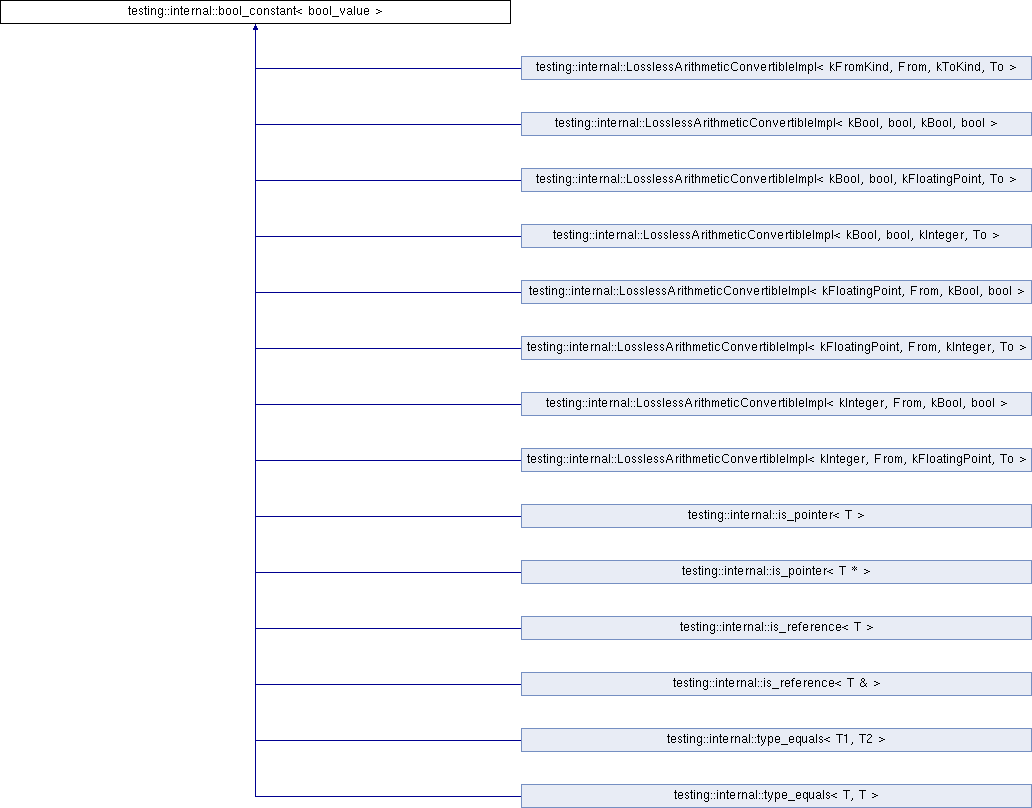 testing::internal::bool_constant< bool_value >
testing::internal::LosslessArithmeticConvertibleImpl< kFromKind, From, kToKind, To >
testing::internal::LosslessArithmeticConvertibleImpl< kBool, bool, kBool, bool >
testing::internal::LosslessArithmeticConvertibleImpl< kBool, bool, kFloatingPoint, To >
testing::internal::LosslessArithmeticConvertibleImpl< kBool, bool, kInteger, To >
testing::internal::LosslessArithmeticConvertibleImpl< kFloatingPoint, From, kBool, bool >
testing::internal::LosslessArithmeticConvertibleImpl< kFloatingPoint, From, kInteger, To >
testing::internal::LosslessArithmeticConvertibleImpl< kInteger, From, kBool, bool >
testing::internal::LosslessArithmeticConvertibleImpl< kInteger, From, kFloatingPoint, To >
testing::internal::is_pointer< T >
testing::internal::is_pointer< T * >
testing::internal::is_reference< T >
testing::internal::is_reference< T & >
testing::internal::type_equals< T1, T2 >
testing::internal::type_equals< T, T >